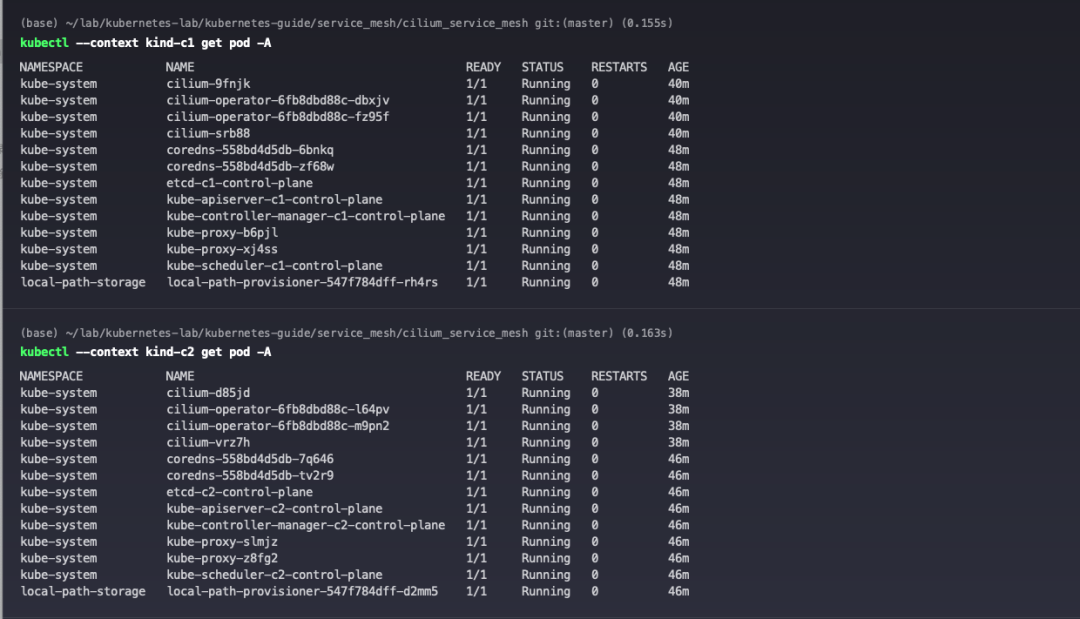 (base) ~/lab/kubernetes-lab/kubernetes-guide/service_mesh/cilium_service_mesh git:(master) (0.155s)
kubectl --context kind-c1 get pod -A
NAMESPACE NAME READY STATUS RESTARTS AGE
kube-system cilium-9fnjk 1/1 Running 0 40m
kube-system cilium-operator-6fb8dbd88c-dbxjv 1/1 Running 0 40m
kube-system cilium-operator-6fb8dbd88c-fz95f 1/1 Running 0 40m
kube-system cilium-srb88 1/1 Running 0 40m
kube-system coredns-558bd4d5db-6bnkq 1/1 Running 0 48m
kube-system coredns-558bd4d5db-zf68w 1/1 Running 0 48m
kube-system etcd-c1-control-plane 1/1 Running 0 48m
kube-system kube-apiserver-c1-control-plane 1/1 Running 0 48m
kube-system kube-controller-manager-c1-control-plane 1/1 Running 0 48m
kube-system kube-proxy-b6pjl 1/1 Running 0 48m
kube-system kube-proxy-xj4ss 1/1 Running 0 48m
kube-system kube-scheduler-c1-control-plane 1/1 Running 0 48m
local-path-storage local-path-provisioner-547f784dff-rh4rs 1/1 Running 0 48m
(base) ~/lab/kubernetes-lab/kubernetes-guide/service_mesh/cilium_service_mesh git:(master) (0.163s)
kubectl --context kind-c2 get pod -A
NAMESPACE NAME READY STATUS RESTARTS AGE
kube-system cilium-d85jd 1/1 Running 0 38m
kube-system cilium-operator-6fb8dbd88c-l64pv 1/1 Running 0 38m
kube-system cilium-operator-6fb8dbd88c-m9pn2 1/1 Running 0 38m
kube-system cilium-vrz7h 1/1 Running 0 38m
kube-system coredns-558bd4d5db-7q646 1/1 Running 0 46m
kube-system coredns-558bd4d5db-tv2r9 1/1 Running 0 46m
kube-system etcd-c2-control-plane 1/1 Running 0 46m
kube-system kube-apiserver-c2-control-plane 1/1 Running 0 46m
kube-system kube-controller-manager-c2-control-plane 1/1 Running 0 46m
kube-system kube-proxy-slmjz 1/1 Running 0 46m
kube-system kube-proxy-z8fg2 1/1 Running 0 46m
kube-system kube-scheduler-c2-control-plane 1/1 Running 0 46m
local-path-storage local-path-provisioner-547f784dff-d2mm5 1/1 Running 0 46m